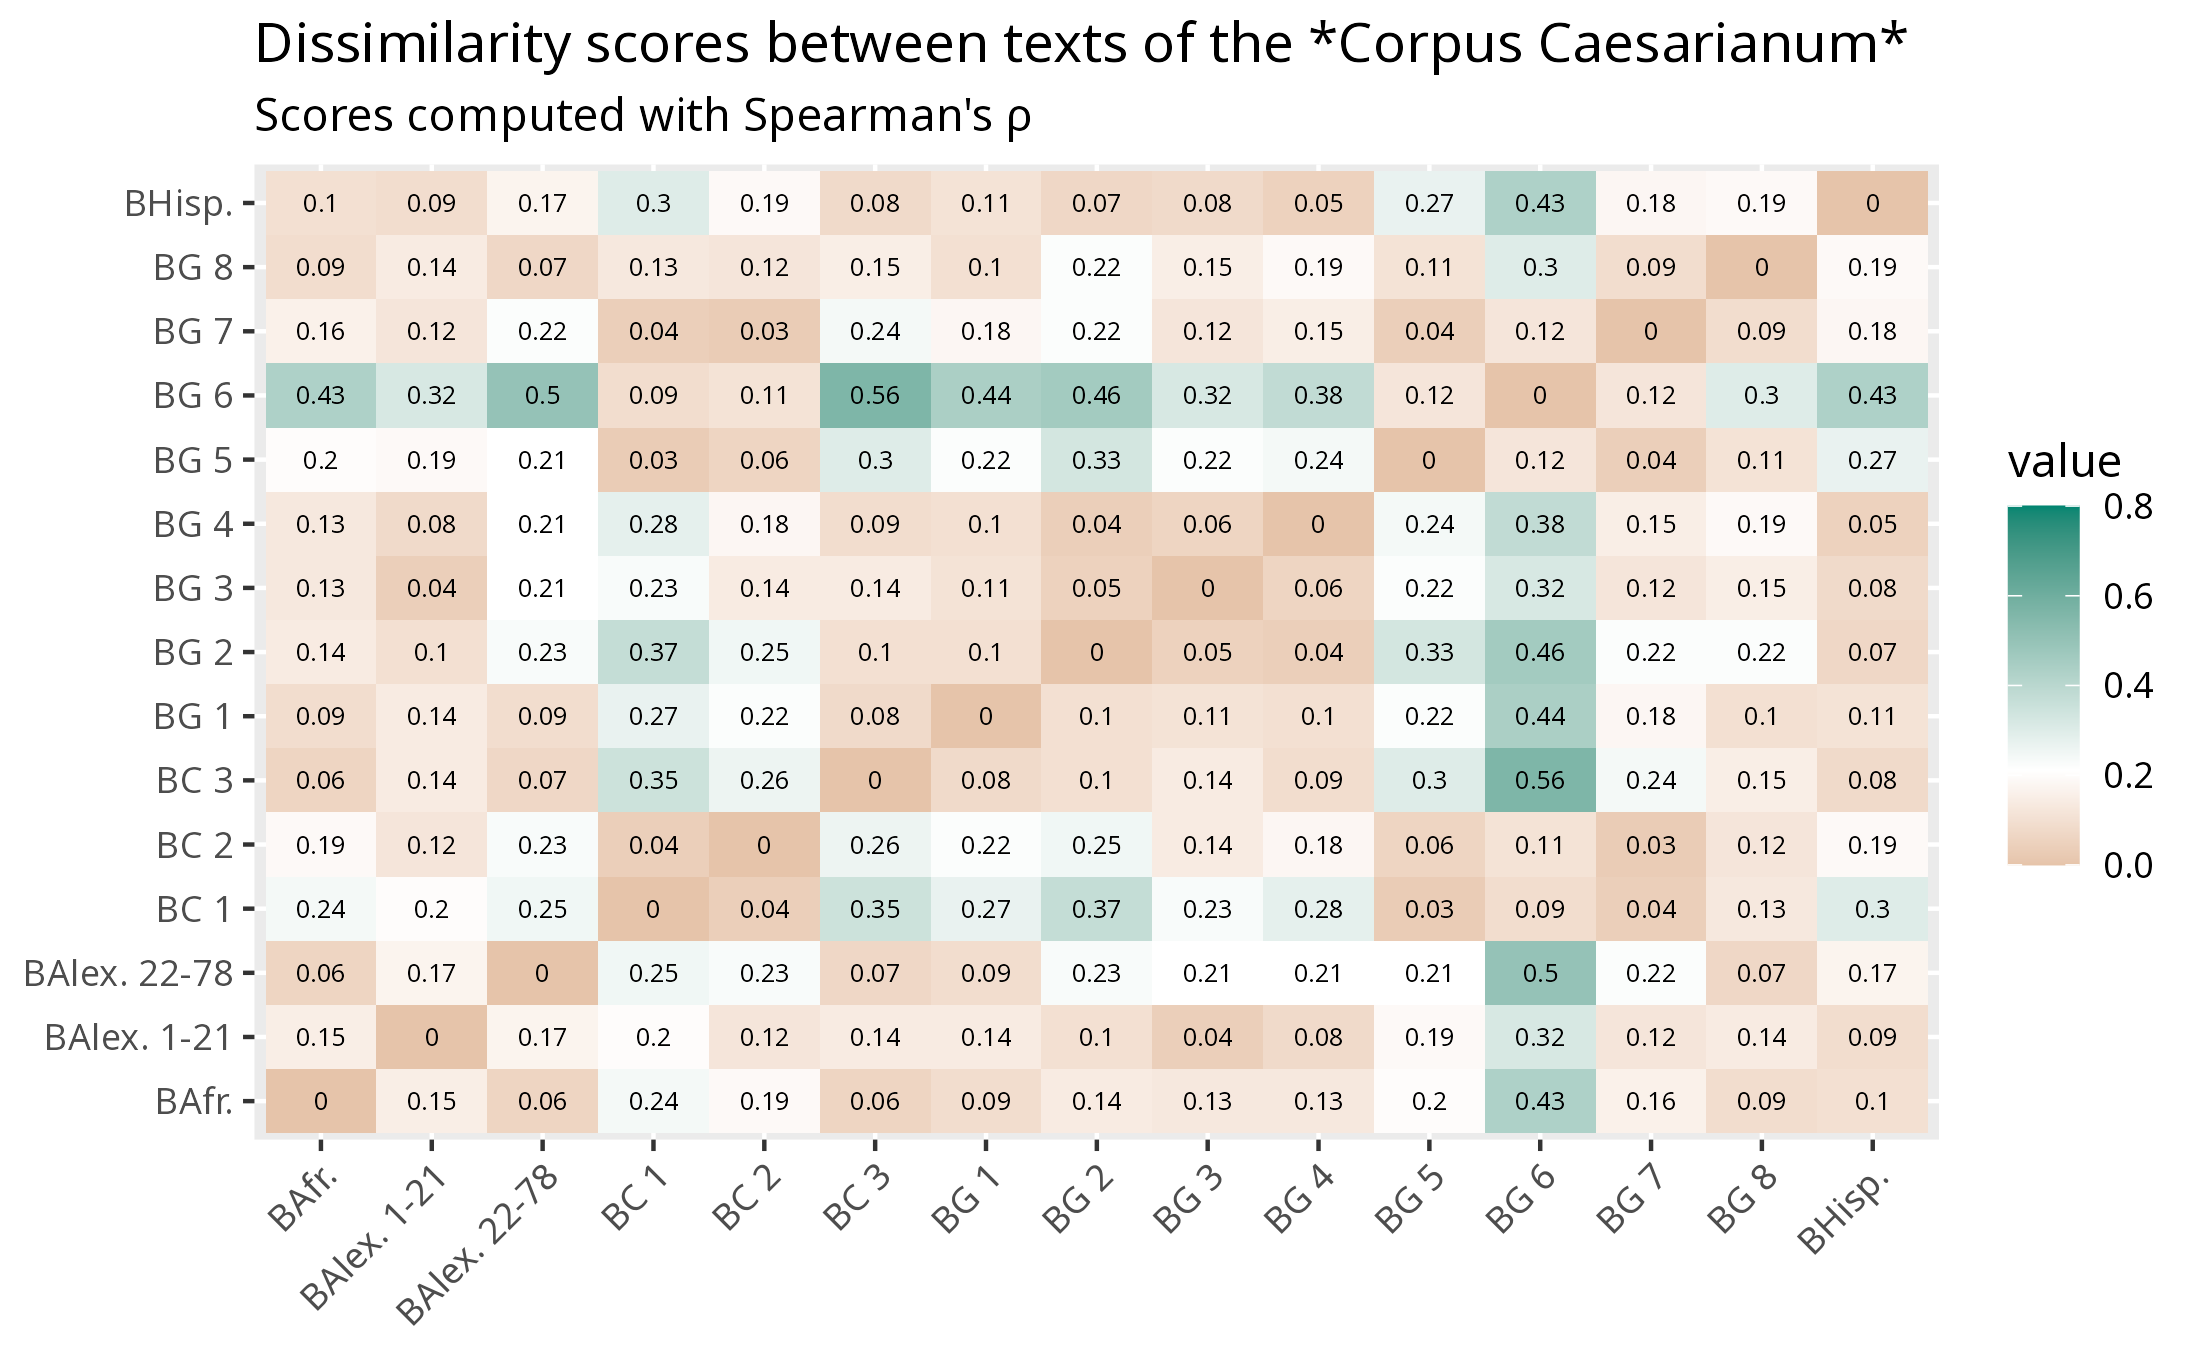 Dissimilarity scores between texts of the *Corpus Caesarianum*
Scores computed with Spearman's ρ
BHisp. 0.1 0.09 0.17 0.3 0.19 0.08 0.11 0.07 0.08 0.05 0.27 0.43 0.18 0.19 0
BG 8 0.09 0.14 0.07 0.13 0.12 0.15 0.1 0.22 0.15 0.19 0.11 0.3 0.09 0 0.19
BG 7 0.16 0.12 0.22 0.04 0.03 0.24 0.18 0.22 0.12 0.15 0.04 0.12 0 0.09 0.18
BG 6 0.43 0.32 0.5 0.09 0.11 0.56 0.44 0.46 0.32 0.38 0.12 0 0.12 0.3 0.43
BG 5 0.2 0.19 0.21 0.03 0.06 0.3 0.22 0.33 0.22 0.24 0 0.12 0.04 0.11 0.27
BG 4 0.13 0.08 0.21 0.28 0.18 0.09 0.1 0.04 0.06 0 0.24 0.38 0.15 0.19 0.05
BG 3 0.13 0.04 0.21 0.23 0.14 0.14 0.11 0.05 0 0.06 0.22 0.32 0.12 0.15 0.08
BG 2 0.14 0.1 0.23 0.37 0.25 0.1 0.1 0 0.05 0.04 0.33 0.46 0.22 0.22 0.07
BG 1 0.09 0.14 0.09 0.27 0.22 0.08 0 0.1 0.11 0.1 0.22 0.44 0.18 0.1 0.11
BC 3 0.06 0.14 0.07 0.35 0.26 0 0.08 0.1 0.14 0.09 0.3 0.56 0.24 0.15 0.08
BC 2 0.19 0.12 0.23 0.04 0 0.26 0.22 0.25 0.14 0.18 0.06 0.11 0.03 0.12 0.19
BC 1 0.24 0.2 0.25 0 0.04 0.35 0.27 0.37 0.23 0.28 0.03 0.09 0.04 0.13 0.3
BAlex. 22-78 0.06 0.17 0 0.25 0.23 0.07 0.09 0.23 0.21 0.21 0.21 0.5 0.22 0.07 0.17
BAlex. 1-21 0.15 0 0.17 0.2 0.12 0.14 0.14 0.1 0.04 0.08 0.19 0.32 0.12 0.14 0.09
BAfr. 0 0.15 0.06 0.24 0.19 0.06 0.09 0.14 0.13 0.13 0.2 0.43 0.16 0.09 0.1
BAfr. BAlex. 1-21 BAlex. 22-78 BC 1 BC 2 BC 3 BG 1 BG 2 BG 3 BG 4 BG 5 BG 6 BG 7 BG 8 BHisp.
value
0.8
0.6
0.4
0.2
0.0